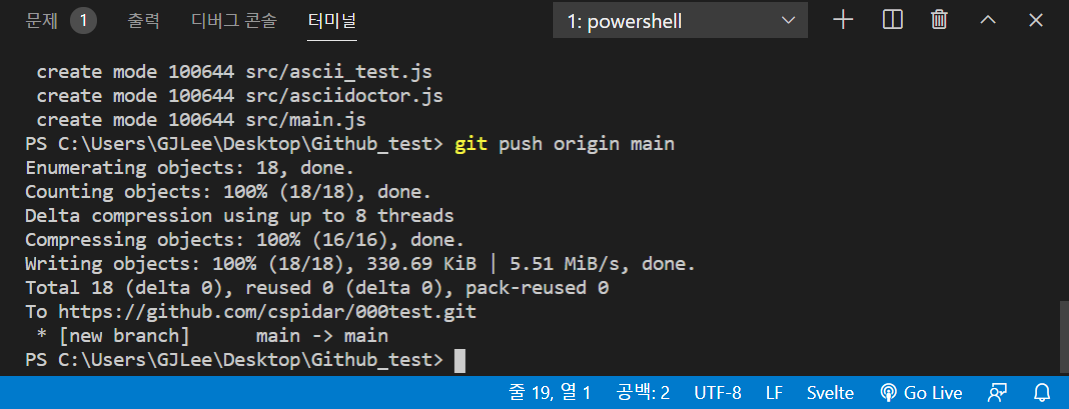 문제 1 출력 디버그 콘솔 터미널 1: powershell
create mode 100644 src/ascii_test.js
create mode 100644 src/asciidoctor.js
create mode 100644 src/main.js
PS C:\Users\GJLee\Desktop\Github_test> git push origin main
Enumerating objects: 18, done.
Counting objects: 100% (18/18), done.
Delta compression using up to 8 threads
Compressing objects: 100% (16/16), done.
Writing objects: 100% (18/18), 330.69 KiB | 5.51 MiB/s, done.
Total 18 (delta 0), reused 0 (delta 0), pack-reused 0
To https://github.com/cspidar/000test.git
 * [new branch]      main -> main
PS C:\Users\GJLee\Desktop\Github_test>
줄 19, 열 1 공백: 2 UTF-8 LF Svelte Go Live